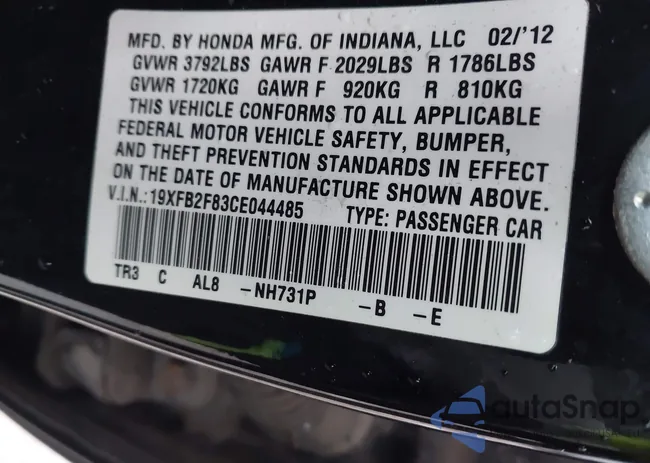 MFD. BY HONDA MFG. OF INDIANA, LLC 02/'12
GVWR 3792LBS GAWR F 2029LBS R 1786LBS
GVWR 1720KG GAWR F 920KG R 810KG
THIS VEHICLE CONFORMS TO ALL APPLICABLE
FEDERAL MOTOR VEHICLE SAFETY, BUMPER,
AND THEFT PREVENTION STANDARDS IN EFFECT
ON THE DATE OF MANUFACTURE SHOWN ABOVE.
V.I.N.:19XFB2F83CE044485 TYPE: PASSENGER CAR
TR3 C AL8 -NH731P -B -E
autoSnap